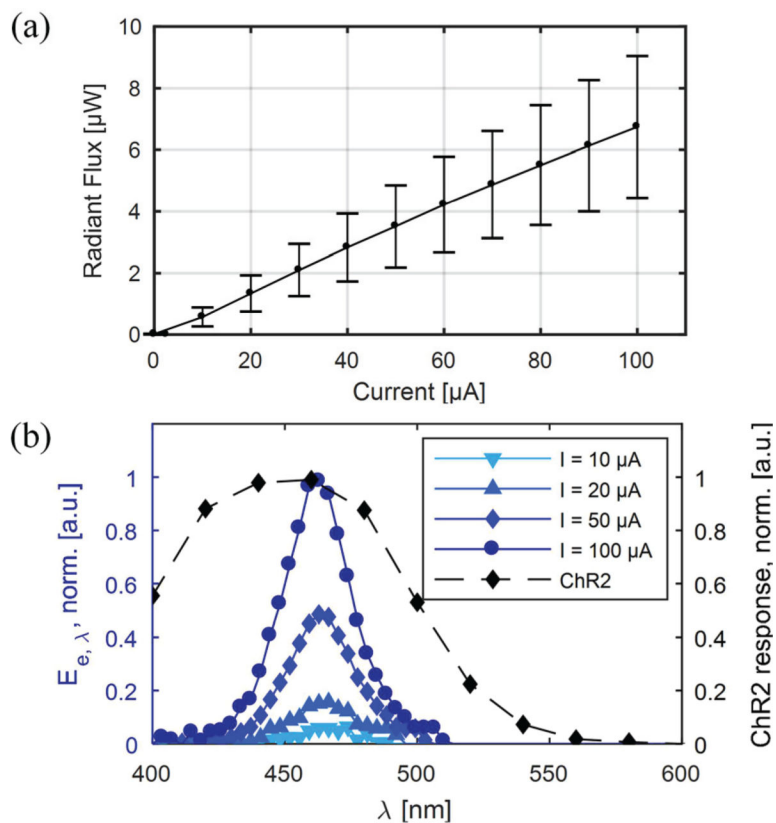 (a)
10
8
6
4
2
0
Radiant Flux [µW]
0 20 40 60 80 100
Current [µA]
(b)
1
0.8
0.6
0.4
0.2
0
E e, λ , norm. [a.u.]
I = 10 µA
I = 20 µA
I = 50 µA
I = 100 µA
ChR2
1
0.8
0.6
0.4
0.2
0
ChR2 response, norm. [a.u.]
400 450 500 550 600
λ [nm]